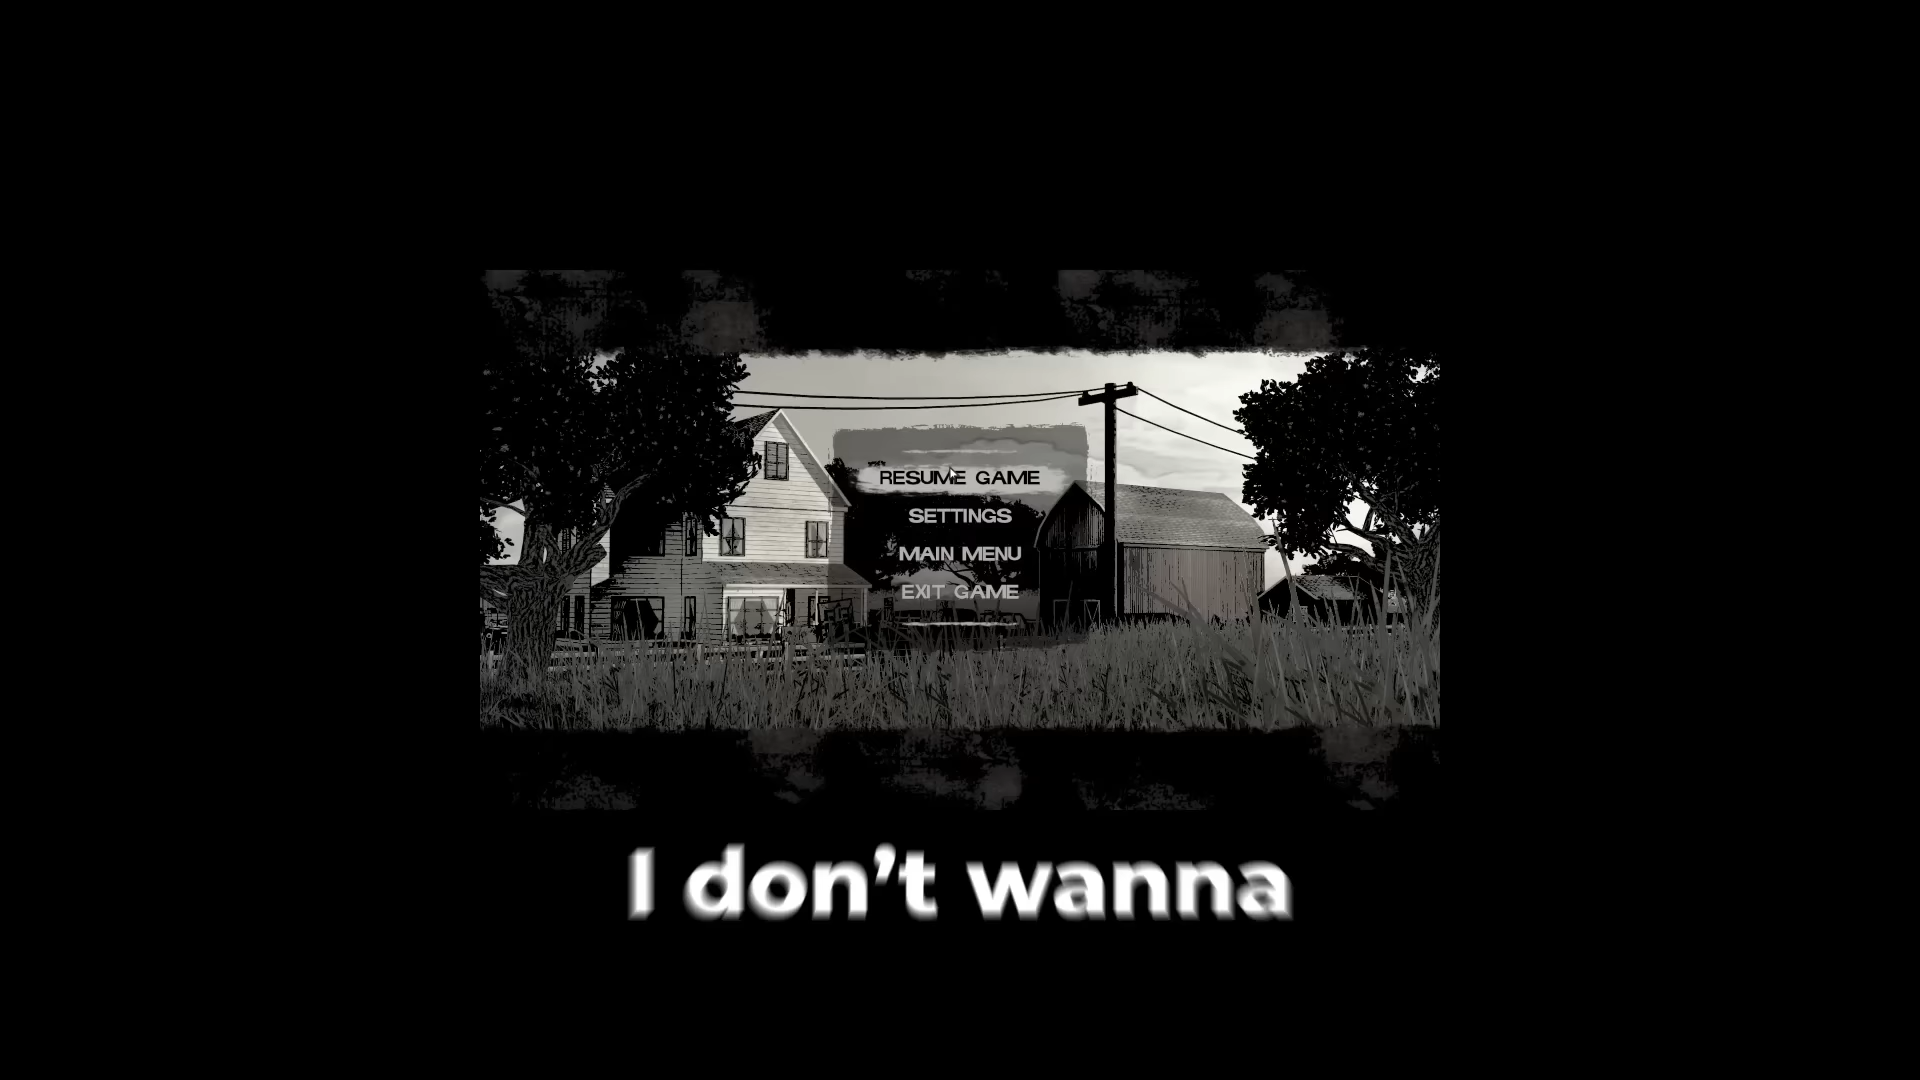 RESUME GAME
SETTINGS
MAIN MENU
EXIT GAME
I don’t wanna